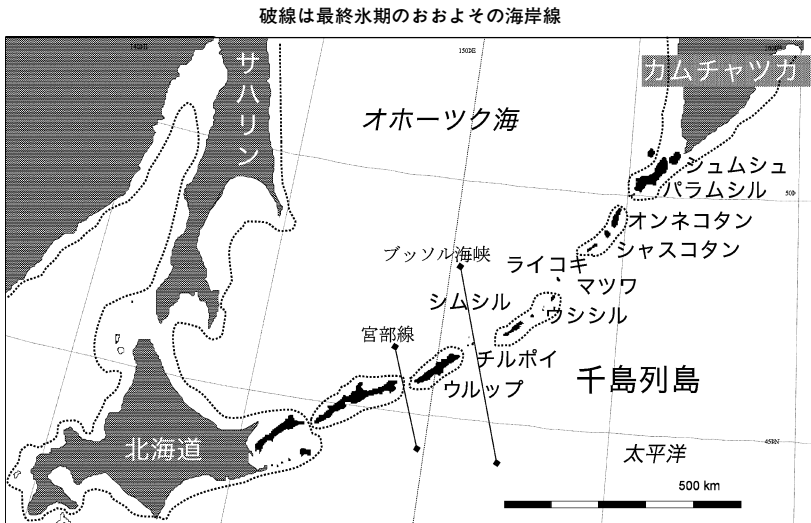 破線は最終氷期のおおよその海岸線
サハリン
カムチャツカ
オホーツク海
150DE
シュムシュ
パラムシル
50D
オンネコタン
シャスコタン
ブッソル海峡
ライコキ
マツワ
シムシル
ウシシル
宮部線
チルポイ
ウルップ
千島列島
北海道
太平洋
45DN
500 km